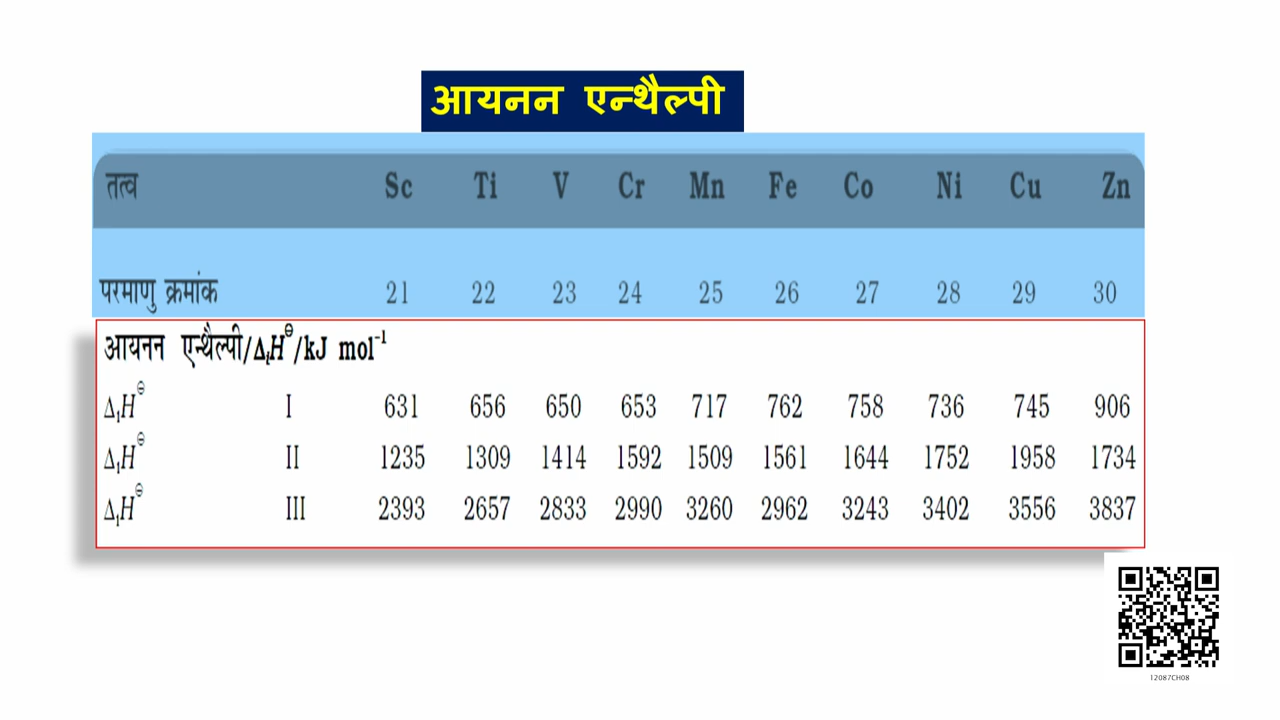 आयनन एन्थैल्पी
तत्व Sc Ti V Cr Mn Fe Co Ni Cu Zn
परमाणु क्रमांक 21 22 23 24 25 26 27 28 29 30
आयनन एन्थैल्पी/ΔᵢH⊖/kJ mol⁻¹
ΔᵢH⊖ I 631 656 650 653 717 762 758 736 745 906
ΔᵢH⊖ II 1235 1309 1414 1592 1509 1561 1644 1752 1958 1734
ΔᵢH⊖ III 2393 2657 2833 2990 3260 2962 3243 3402 3556 3837
12087CH08